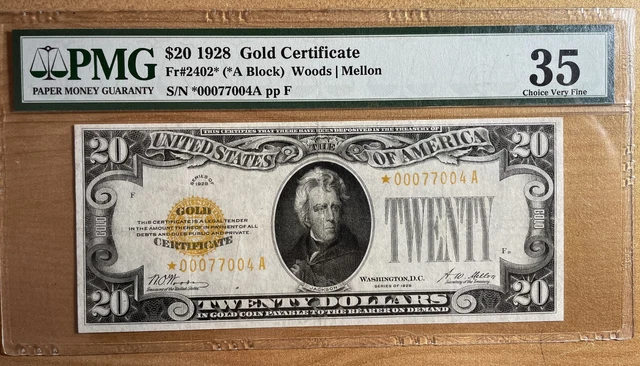 PMG
PAPER MONEY GUARANTY
$20 1928 Gold Certificate
Fr#2402* (*A Block) Woods | Mellon
S/N *00077004A pp F
35
Choice Very Fine
THIS CERTIFIES THAT THERE HAVE BEEN DEPOSITED IN THE TREASURY OF
20
UNITED STATES
THE
OF AMERICA
20
SERIES OF
1928
★00077004 A
F
GOLD
THIS CERTIFICATE IS A LEGAL TENDER
IN THE AMOUNT THEREOF IN PAYMENT OF ALL
DEBTS AND DUES PUBLIC AND PRIVATE.
CERTIFICATE
TWENTY
★00077004 A
WASHINGTON, D.C.
SERIES OF 1928
JACKSON
20
TWENTY DOLLARS
20
IN GOLD COIN PAYABLE TO THE BEARER ON DEMAND